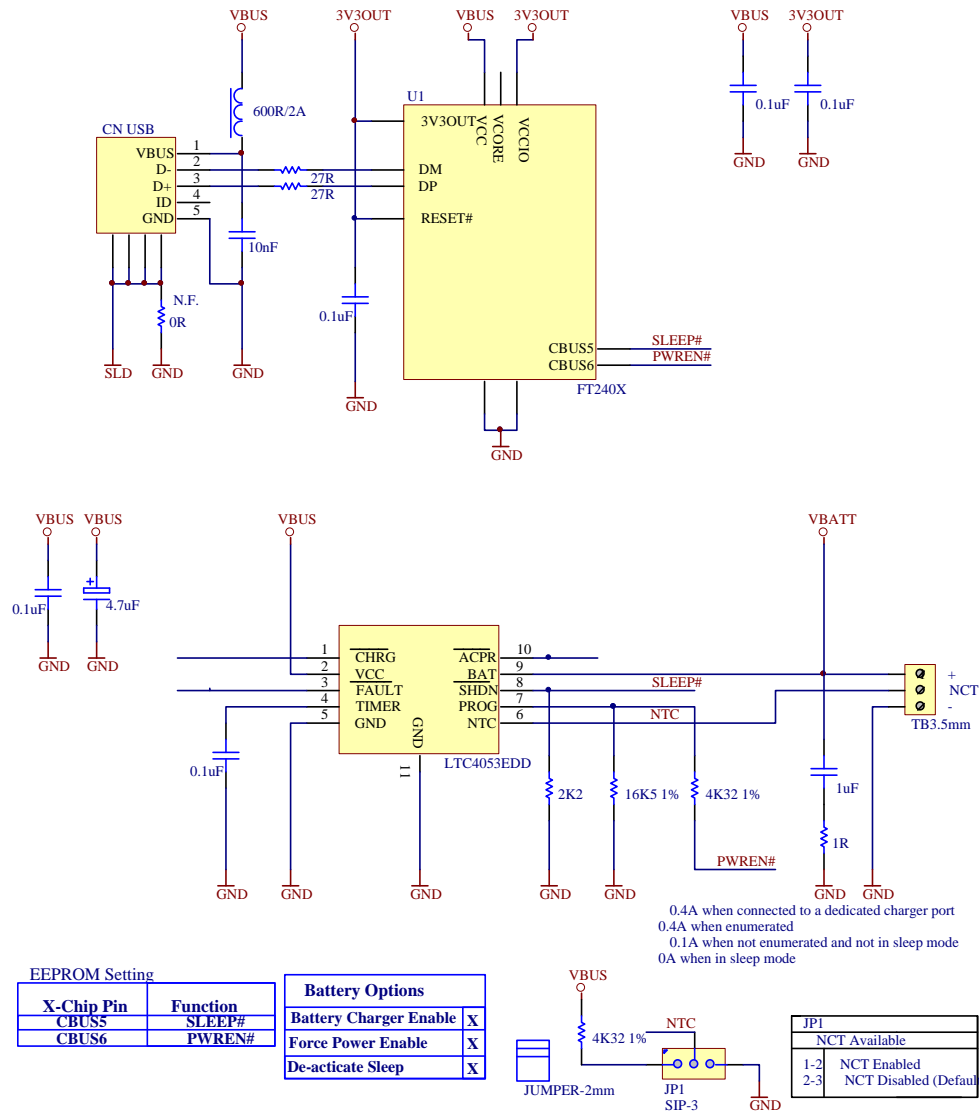 VBUS 3V3OUT VBUS 3V3OUT VBUS 3V3OUT
600R/2A
0.1uF 0.1uF
GND GND
U1
3V3OUT
VCC
VCORE
VCCIO
CN USB
VBUS 1
D- 2
D+ 3
ID 4
GND 5
27R
27R
DM
DP
RESET#
10nF
N.F.
0R
0.1uF
SLD GND GND
GND
CBUS5 SLEEP#
CBUS6 PWREN#
FT240X
GND
VBUS VBUS VBUS VBATT
0.1uF
+
4.7uF
GND GND
1 CHRG ACPR 10
2 VCC BAT 9
3 FAULT SHDN 8 SLEEP#
4 TIMER PROG 7
5 GND NTC 6 NTC
GND
11
LTC4053EDD
+
NCT
-
TB3.5mm
0.1uF
2K2
16K5 1%
4K32 1%
1uF
1R
PWREN#
GND GND GND GND GND GND GND
0.4A when connected to a dedicated charger port
0.4A when enumerated
0.1A when not enumerated and not in sleep mode
0A when in sleep mode
EEPROM Setting
X-Chip Pin Function
CBUS5 SLEEP#
CBUS6 PWREN#
Battery Options
Battery Charger Enable X
Force Power Enable X
De-acticate Sleep X
JUMPER-2mm
VBUS
4K32 1%
NTC
JP1
SIP-3
GND
JP1
NCT Available
1-2 NCT Enabled
2-3 NCT Disabled (Defaul